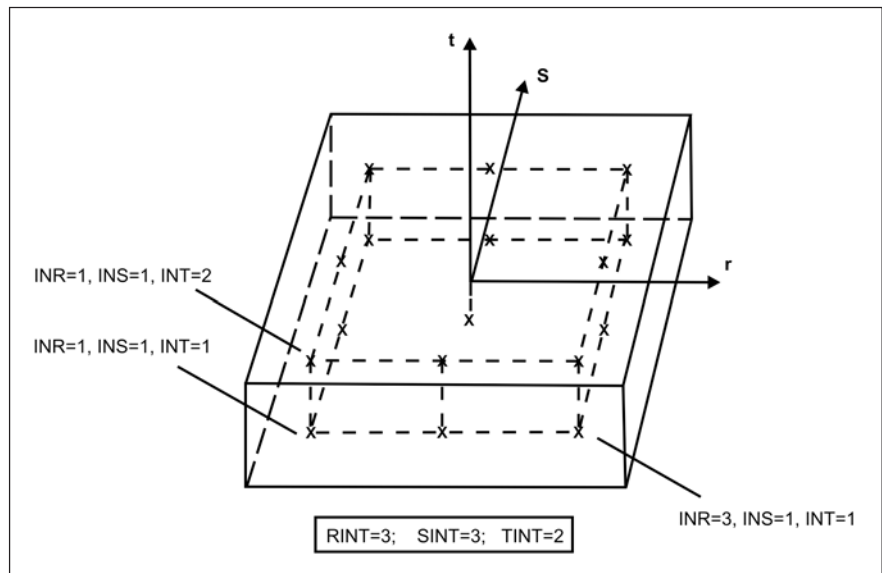 t
S
r
INR=1, INS=1, INT=2
INR=1, INS=1, INT=1
INR=3, INS=1, INT=1
RINT=3; SINT=3; TINT=2